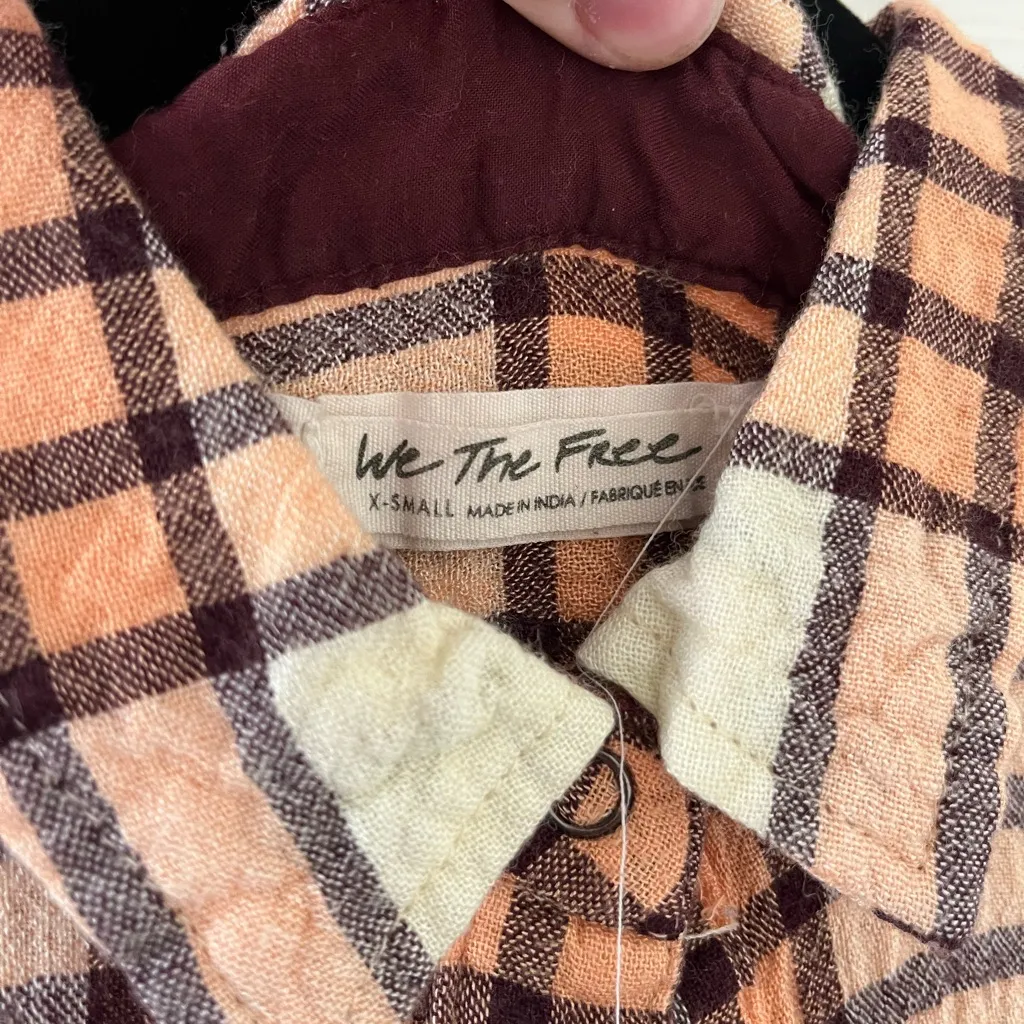 We The Free
X-SMALL MADE IN INDIA / FABRIQUÉ EN